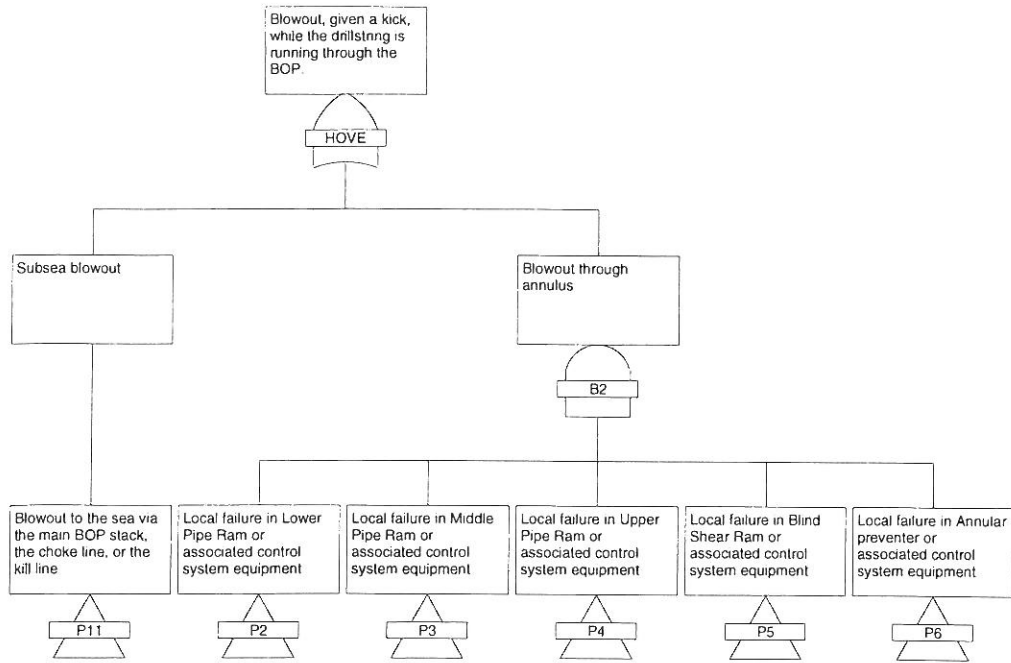 Blowout, given a kick,
while the drillstring is
running through the
BOP.
HOVE
Subsea blowout
Blowout through
annulus
B2
Blowout to the sea via
the main BOP stack,
the choke line, or the
kill line
Local failure in Lower
Pipe Ram or
associated control
system equipment
Local failure in Middle
Pipe Ram or
associated control
system equipment
Local failure in Upper
Pipe Ram or
associated control
system equipment
Local failure in Blind
Shear Ram or
associated control
system equipment
Local failure in Annular
preventer or
associated control
system equipment
P11
P2
P3
P4
P5
P6